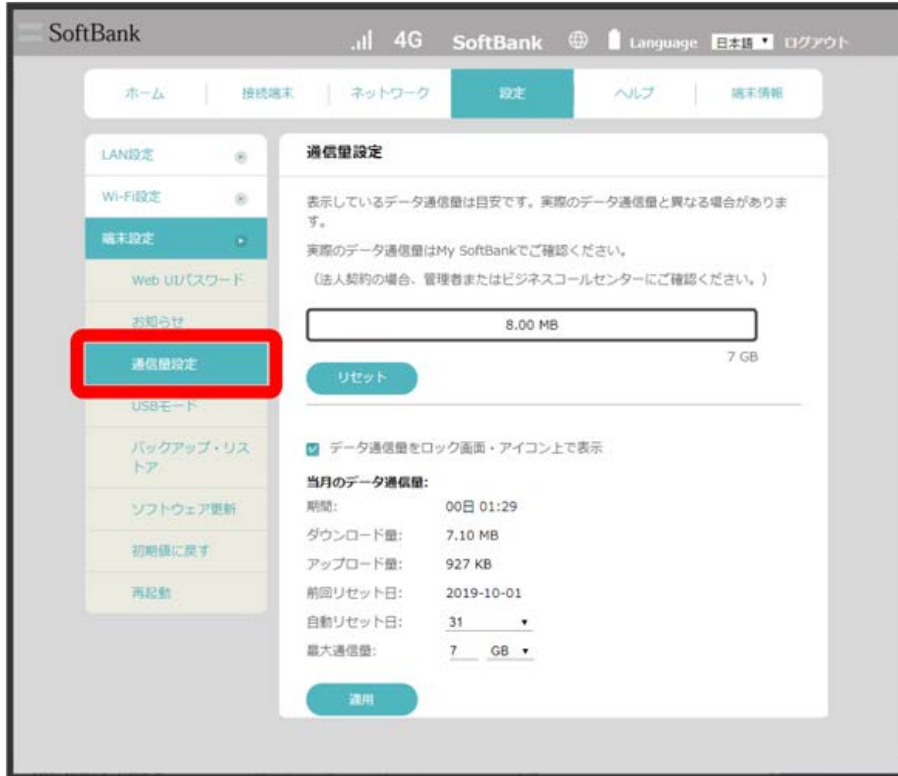 SoftBank
4G SoftBank Language 日本語 ログアウト
ホーム 接続端末 ネットワーク 設定 ヘルプ 端末情報
LAN設定
Wi-Fi設定
端末設定
Web UIパスワード
お知らせ
通信量設定
USBモード
バックアップ・リス
トア
ソフトウェア更新
初期値に戻す
再起動
通信量設定
表示しているデータ通信量は目安です。実際のデータ通信量と異なる場合がありま
す。
実際のデータ通信量はMy SoftBankでご確認ください。
（法人契約の場合、管理者またはビジネスコールセンターにご確認ください。）
8.00 MB
7 GB
リセット
データ通信量をロック画面・アイコン上で表示
当月のデータ通信量:
期間: 00日 01:29
ダウンロード量: 7.10 MB
アップロード量: 927 KB
前回リセット日: 2019-10-01
自動リセット日: 31
最大通信量: 7 GB
適用